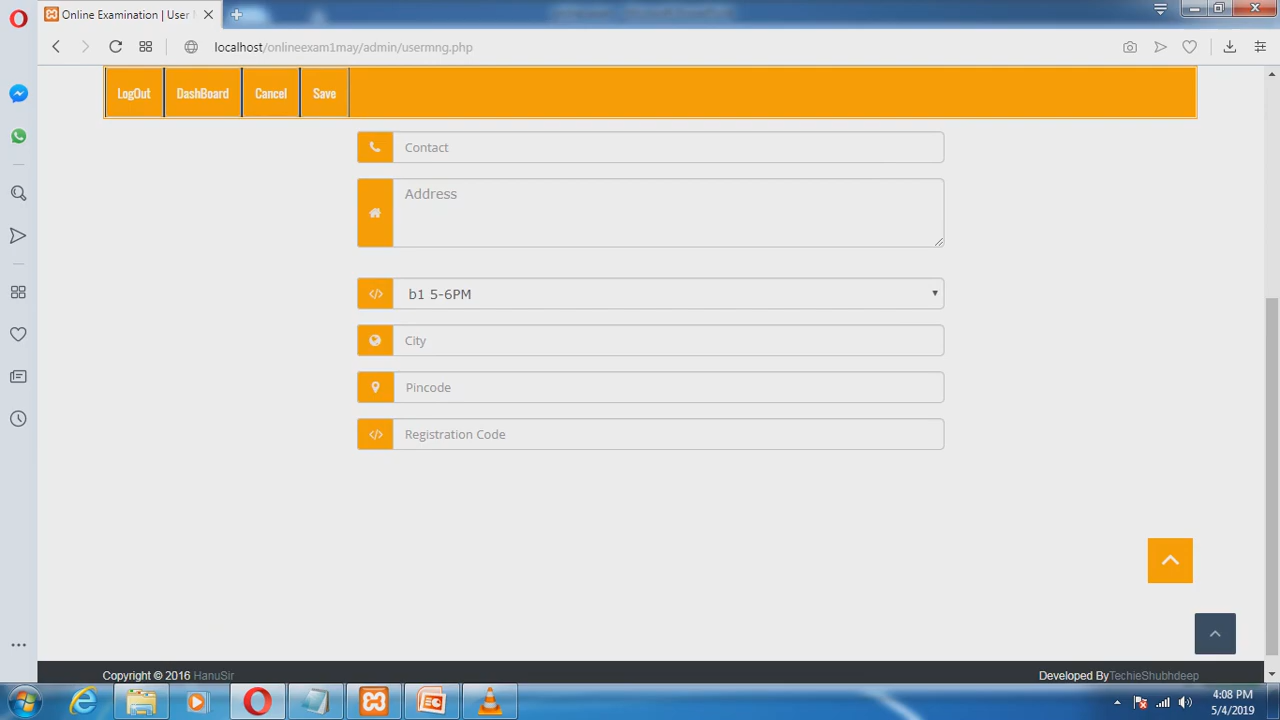 Online Examination | User
localhost/onlineexam1may/admin/usermng.php
LogOut DashBoard Cancel Save
Contact
Address
b1 5-6PM
City
Pincode
Registration Code
Copyright © 2016 HanuSir Developed ByTechieShubhdeep
4:08 PM
5/4/2019